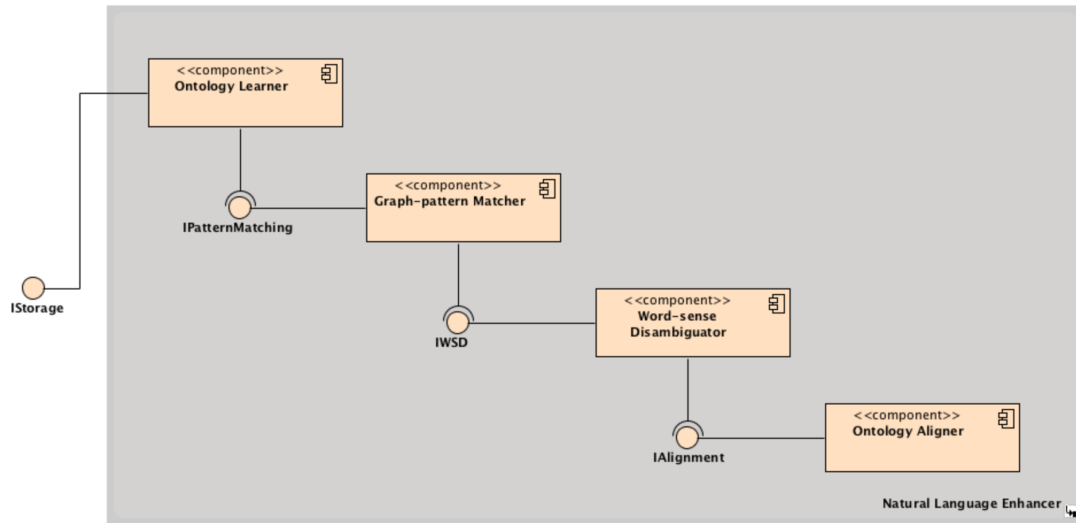 <<component>>
Ontology Learner
<<component>>
Graph-pattern Matcher
IPatternMatching
IStorage
<<component>>
Word-sense
Disambiguator
IWSD
<<component>>
Ontology Aligner
IAlignment
Natural Language Enhancer